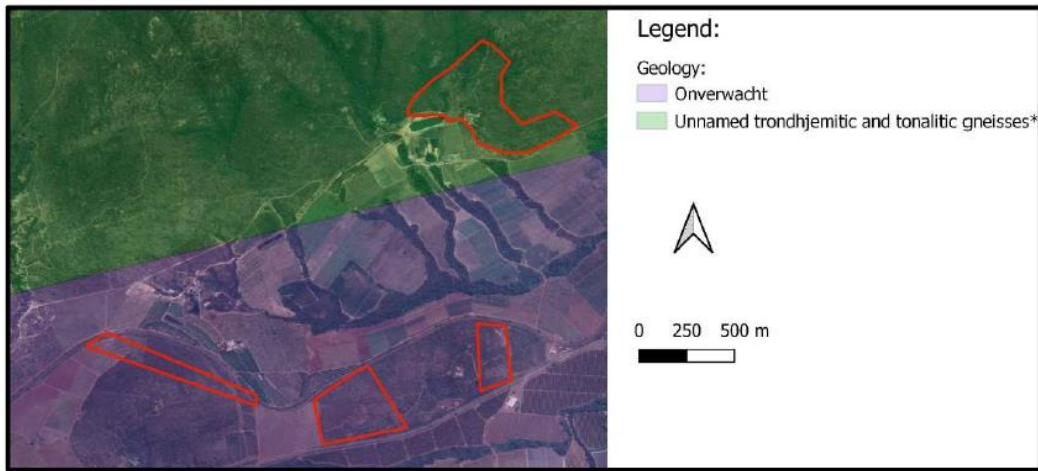 Legend:
Geology:
Onverwacht
Unnamed trondhjemitic and tonalitic gneisses*
0 250 500 m